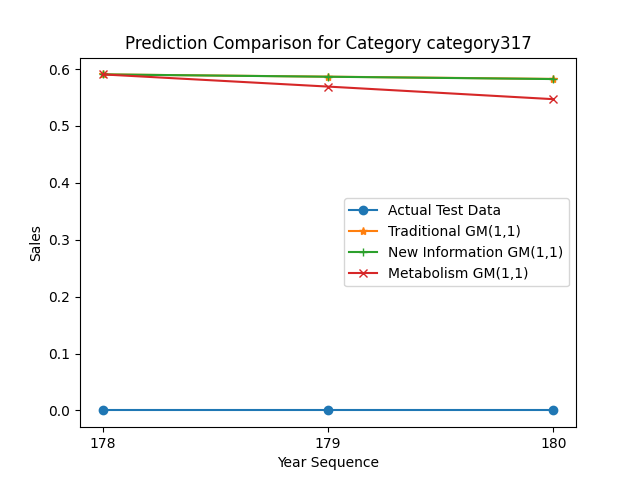 Prediction Comparison for Category category317
0.6
0.5
0.4
0.3
0.2
0.1
0.0
Sales
Actual Test Data
Traditional GM(1,1)
New Information GM(1,1)
Metabolism GM(1,1)
178
179
180
Year Sequence